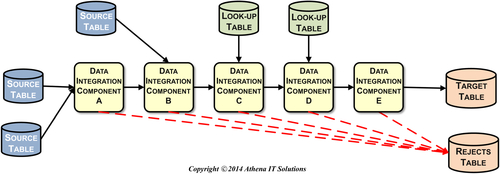 SOURCE
TABLE
LOOK-UP
TABLE
LOOK-UP
TABLE
SOURCE
TABLE
SOURCE
TABLE
DATA
INTEGRATION
COMPONENT
A
DATA
INTEGRATION
COMPONENT
B
DATA
INTEGRATION
COMPONENT
C
DATA
INTEGRATION
COMPONENT
D
DATA
INTEGRATION
COMPONENT
E
TARGET
TABLE
REJECTS
TABLE
Copyright ©2014 Athena IT Solutions